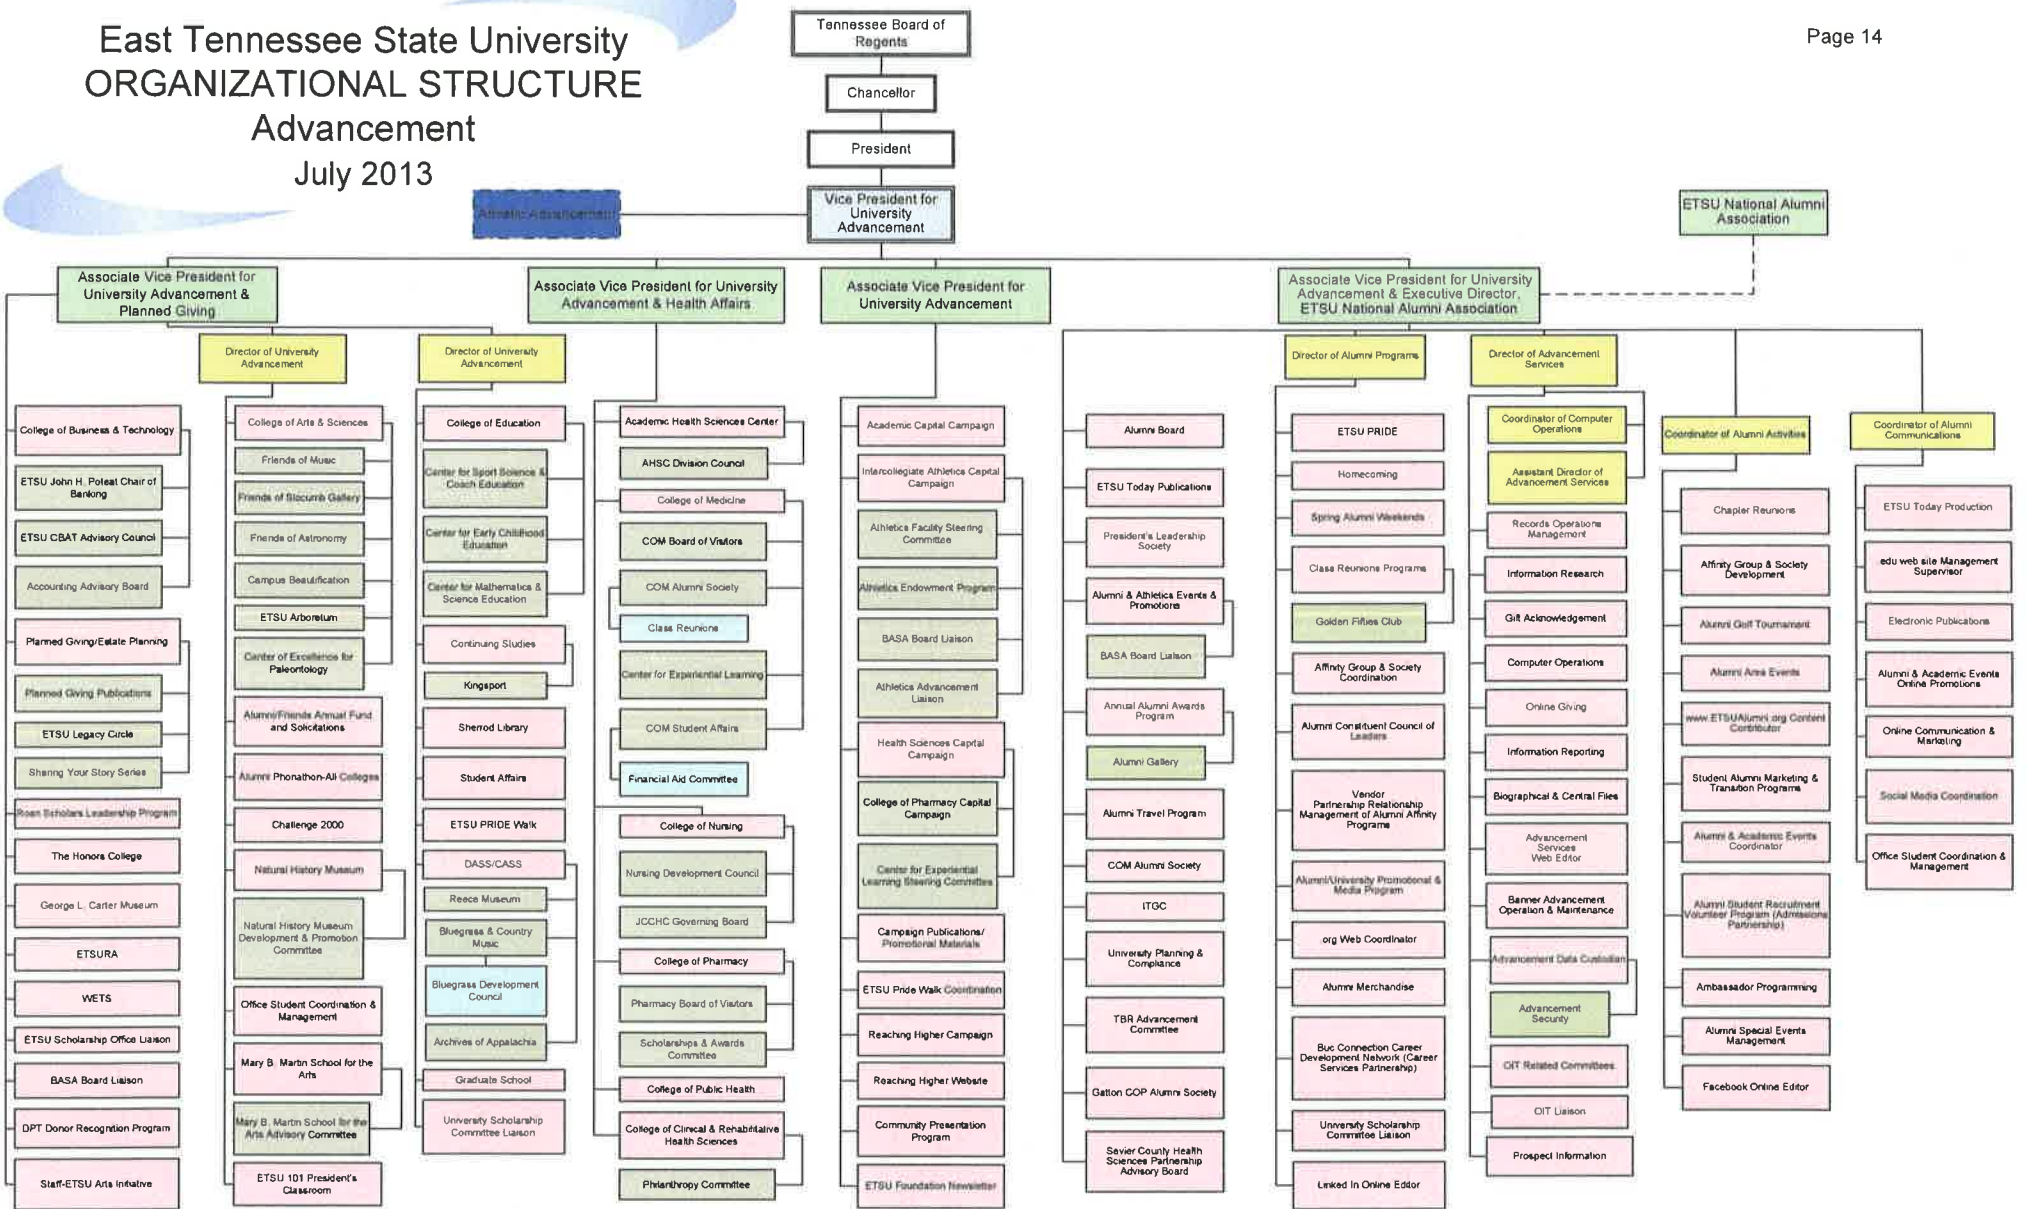 East Tennessee State University
ORGANIZATIONAL STRUCTURE
Advancement
July 2013
Page 14
Tennessee Board of
Regents
Chancellor
President
Vice President for
University
Advancement
Athletic Advancement
ETSU National Alumni
Association
Associate Vice President for
University Advancement &
Planned Giving
Associate Vice President for University
Advancement & Health Affairs
Associate Vice President for
University Advancement
Associate Vice President for University
Advancement & Executive Director,
ETSU National Alumni Association
Director of University
Advancement
Director of University
Advancement
Director of Alumni Programs
Director of Advancement
Services
College of Business & Technology
ETSU John H. Poteat Chair of
Banking
ETSU CBAT Advisory Council
Accounting Advisory Board
Planned Giving/Estate Planning
Planned Giving Publications
ETSU Legacy Circle
Sharing Your Story Series
Roan Scholars Leadership Program
The Honors College
George L. Carter Museum
ETSURA
WETS
ETSU Scholarship Office Liaison
BASA Board Liaison
DPT Donor Recognition Program
Staff-ETSU Arts Initiative
College of Arts & Sciences
Friends of Music
Friends of Slocumb Gallery
Friends of Astronomy
Campus Beautification
ETSU Arboretum
Center of Excellence for
Paleontology
Alumni/Friends Annual Fund
and Solicitations
Alumni Phonathon-All Colleges
Challenge 2000
Natural History Museum
Natural History Museum
Development & Promotion
Committee
Office Student Coordination &
Management
Mary B. Martin School for the
Arts
Mary B. Martin School for the
Arts Advisory Committee
ETSU 101 President's
Classroom
College of Education
Center for Sport Science &
Coach Education
Center for Early Childhood
Education
Center for Mathematics &
Science Education
Continuing Studies
Kingsport
Sherrod Library
Student Affairs
ETSU PRIDE Walk
DASS/CASS
Reece Museum
Bluegrass & Country
Music
Bluegrass Development
Council
Archives of Appalachia
Graduate School
University Scholarship
Committee Liaison
Academic Health Sciences Center
AHSC Division Council
College of Medicine
COM Board of Visitors
COM Alumni Society
Class Reunions
Center for Experiential Learning
COM Student Affairs
Financial Aid Committee
College of Nursing
Nursing Development Council
JCCHC Governing Board
College of Pharmacy
Pharmacy Board of Visitors
Scholarships & Awards
Committee
College of Public Health
College of Clinical & Rehabilitative
Health Sciences
Philanthropy Committee
Academic Capital Campaign
Intercollegiate Athletics Capital
Campaign
Athletics Facility Steering
Committee
Athletics Endowment Program
BASA Board Liaison
Athletics Advancement
Liaison
Health Sciences Capital
Campaign
College of Pharmacy Capital
Campaign
Center for Experiential
Learning Steering Committee
Campaign Publications/
Promotional Materials
ETSU Pride Walk Coordination
Reaching Higher Campaign
Reaching Higher Website
Community Presentation
Program
ETSU Foundation Newsletter
Alumni Board
ETSU Today Publications
President's Leadership
Society
Alumni & Athletics Events &
Promotions
BASA Board Liaison
Annual Alumni Awards
Program
Alumni Gallery
Alumni Travel Program
COM Alumni Society
ITGC
University Planning &
Compliance
TBR Advancement
Committee
Gatton COP Alumni Society
Sevier County Health
Sciences Partnership
Advisory Board
ETSU PRIDE
Homecoming
Spring Alumni Weekends
Class Reunions Programs
Golden Fifties Club
Affinity Group & Society
Coordination
Alumni Constituent Council of
Leaders
Vendor
Partnership Relationship
Management of Alumni Affinity
Programs
Alumni/University Promotional &
Media Program
org Web Coordinator
Alumni Merchandise
Buc Connection Career
Development Network (Career
Services Partnership)
University Scholarship
Committee Liaison
Linked In Online Editor
Coordinator of Computer
Operations
Assistant Director of
Advancement Services
Records Operations
Management
Information Research
Gift Acknowledgement
Computer Operations
Online Giving
Information Reporting
Biographical & Central Files
Advancement
Services
Web Editor
Banner Advancement
Operation & Maintenance
Advancement Data Custodian
Advancement
Security
OIT Related Committees
OIT Liaison
Prospect Information
Coordinator of Alumni Activities
Chapter Reunions
Affinity Group & Society
Development
Alumni Golf Tournament
Alumni Area Events
www.ETSUAlumni.org Content
Contributor
Student Alumni Marketing &
Transition Programs
Alumni & Academic Events
Coordinator
Alumni Student Recruitment
Volunteer Program (Admissions
Partnership)
Ambassador Programming
Alumni Special Events
Management
Facebook Online Editor
Coordinator of Alumni
Communications
ETSU Today Production
edu web site Management
Supervisor
Electronic Publications
Alumni & Academic Events
Online Promotions
Online Communication &
Marketing
Social Media Coordination
Office Student Coordination &
Management